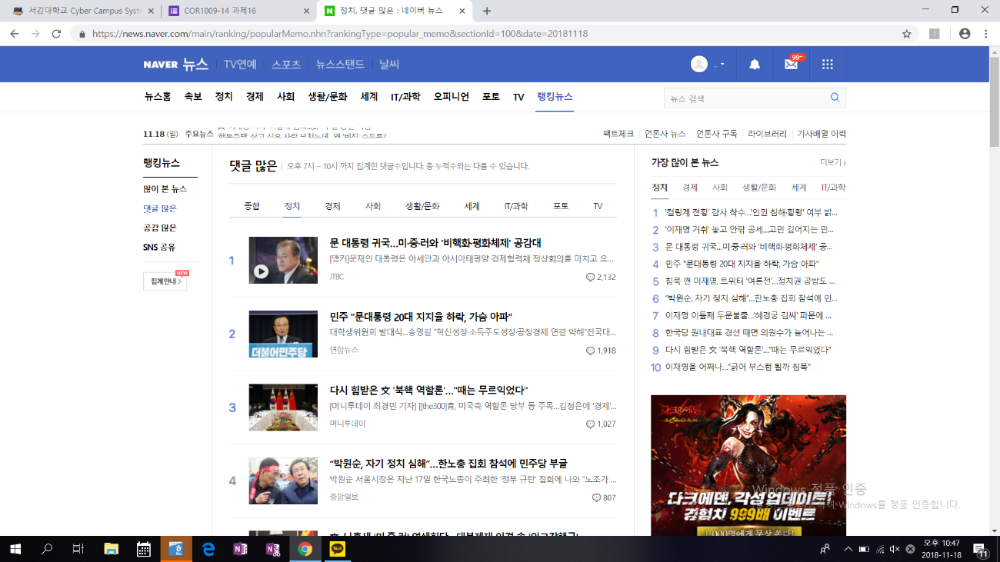 서강대학교 Cyber Campus Syste
COR1009-14 과제16
정치, 댓글 많은 : 네이버 뉴스
https://news.naver.com/main/ranking/popularMemo.nhn?rankingType=popular_memo&sectionId=100&date=20181118
NAVER 뉴스 TV연예 스포츠 뉴스스탠드 날씨
99+
뉴스홈 속보 정치 경제 사회 생활/문화 세계 IT/과학 오피니언 포토 TV 랭킹뉴스
뉴스 검색
11.18 (일) 주요뉴스
팩트체크 언론사 뉴스 언론사 구독 라이브러리 기사배열 이력
랭킹뉴스
많이 본 뉴스
댓글 많은
공감 많은
SNS 공유
집계안내 >
NEW
댓글 많은 오후 7시 ~ 10시 까지 집계한 댓글수입니다. 총 누적수와는 다를 수 있습니다.
종합 정치 경제 사회 생활/문화 세계 IT/과학 포토 TV
1
문 대통령 귀국…미·중·러와 '비핵화·평화체제' 공감대
[앵커]문재인 대통령은 아세안과 아시아태평양 경제협력체 정상회의를 마치고 오...
JTBC
2,132
2
민주 "문대통령 20대 지지율 하락, 가슴 아파"
대학생위원회 발대식…송영길 "혁신성장·소득주도성장·공정경제 연결 약해"전국대...
연합뉴스
1,918
더불어민주당
3
다시 힘받은 文 '북핵 역할론'…"때는 무르익었다"
[머니투데이 최경민 기자] [[the300]靑, 미국측 역할론 당부 등 주목…김정은에 '경제'...
머니투데이
1,027
4
“박원순, 자기 정치 심해”…한노총 집회 참석에 민주당 부글
박원순 서울시장은 지난 17일 한국노총이 주최한 '정부 규탄' 집회에 나와 “노조가 ...
중앙일보
807
가장 많이 본 뉴스
더보기 >
정치 경제 사회 생활/문화 세계 IT/과학
1 '컬링계 전횡' 감사 착수…'인권 침해·횡령' 여부 밝...
2 '이재명 거취' 놓고 안팎 공세…고민 깊어지는 민...
3 문 대통령 귀국…미·중·러와 '비핵화·평화체제' 공...
4 민주 "문대통령 20대 지지율 하락, 가슴 아파"
5 침묵 깬 이재명, 트위터 '여론전'…정치권 공방도 ...
6 “박원순, 자기 정치 심해”…한노총 집회 참석에 민...
7 이재명 이틀째 두문불출…'혜경궁 김씨' 파문에 ...
8 한국당 원내대표 경선 때면 의원수가 늘어나는 ...
9 다시 힘받은 文 '북핵 역할론'…"때는 무르익었다"
10 이재명을 어쩌나…"긁어 부스럼 될까 침묵"
다크에덴
REBORN
다크에덴, 각성 업데이트!
경험치 999배 이벤트
1,000명에게 무상 쏜다!
Windows 정품 인증
Windows를 정품 인증합니다.
오후 10:47
2018-11-18
11
TALK